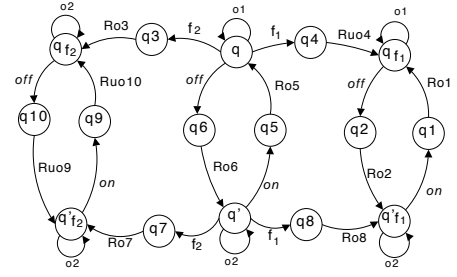 o2 o1 o1
Ro3 q3 f2 f1 q4 Ruo4
q f2 q q f1
off Ruo10 off Ro5 off Ro1
q10 q9 q6 q5 q2 q1
Ruo9 on Ro6 on Ro2 on
q'f2 q' q'f1
Ro7 q7 f2 f1 q8 Ro8
o2 o2 o2